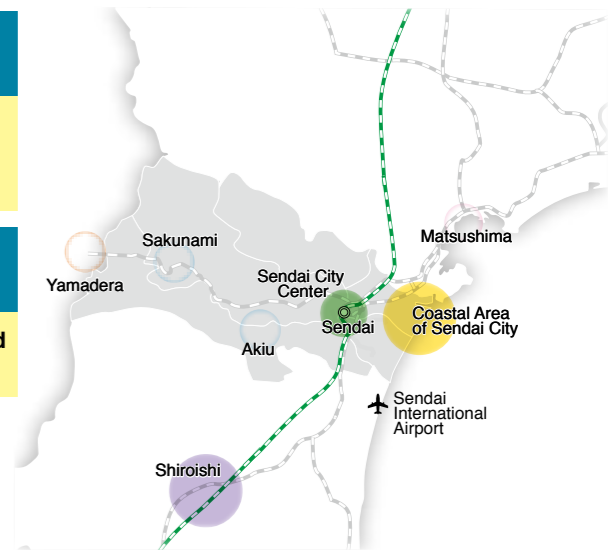 Sakunami
Matsushima
Yamadera
Sendai City
Center
Coastal Area
of Sendai City
Sendai
Akiu
d
Sendai
International
Airport
Shiroishi